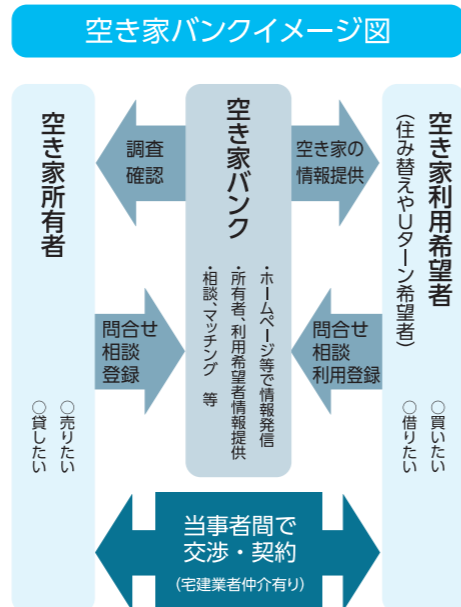 空き家バンクイメージ図
空き家所有者
○売りたい
○貸したい
調査
確認
問合せ
相談
登録
空き家バンク
・ホームページ等で情報発信
・所有者、利用希望者情報提供
・相談、マッチング 等
空き家の
情報提供
問合せ
相談
利用登録
空き家利用希望者
(住み替えやUターン希望者)
○買いたい
○借りたい
当事者間で
交渉・契約
(宅建業者仲介有り)